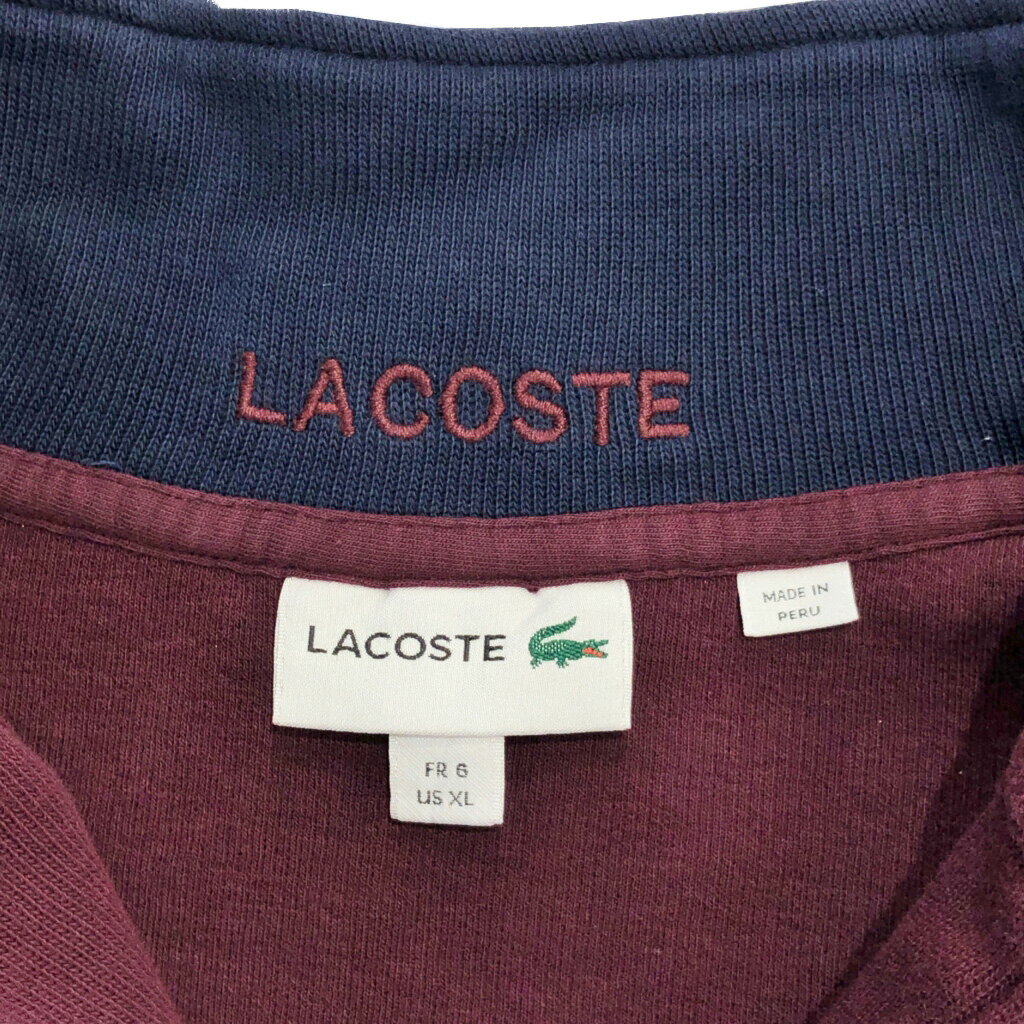 LACOSTE
LACOSTE
MADE IN
PERU
FR 6
US XL